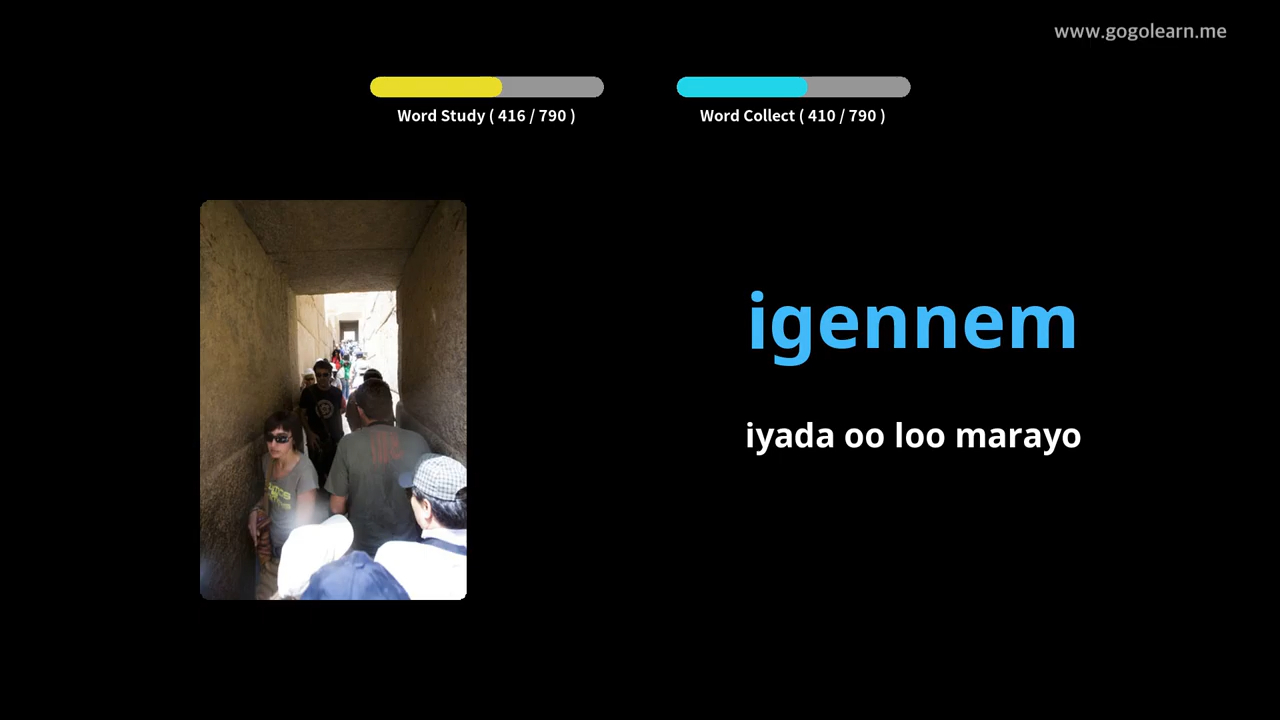 www.gogolearn.me
Word Study ( 416 / 790 )
Word Collect ( 410 / 790 )
igennem
iyada oo loo marayo